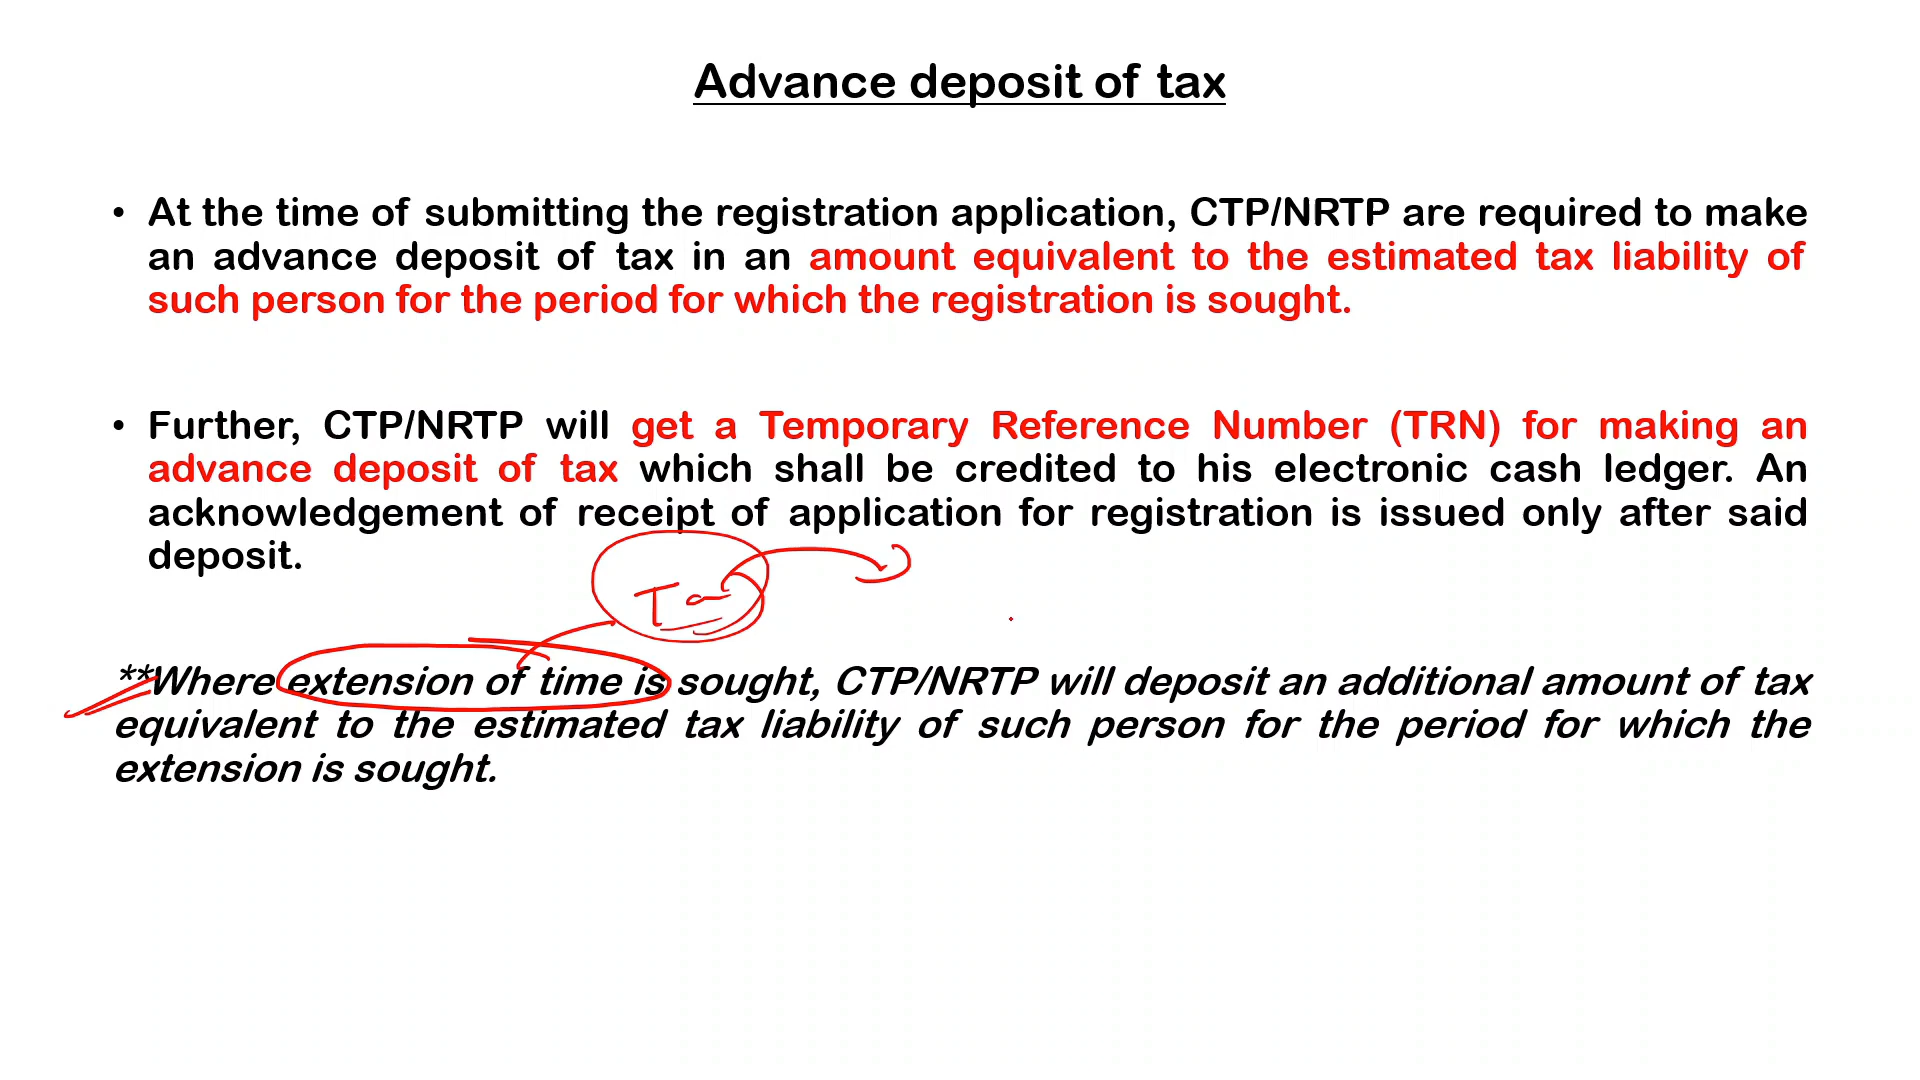 Advance deposit of tax
• At the time of submitting the registration application, CTP/NRTP are required to make
an advance deposit of tax in an amount equivalent to the estimated tax liability of
such person for the period for which the registration is sought.
• Further, CTP/NRTP will get a Temporary Reference Number (TRN) for making an
advance deposit of tax which shall be credited to his electronic cash ledger. An
acknowledgement of receipt of application for registration is issued only after said
deposit.
**Where extension of time is sought, CTP/NRTP will deposit an additional amount of tax
equivalent to the estimated tax liability of such person for the period for which the
extension is sought.